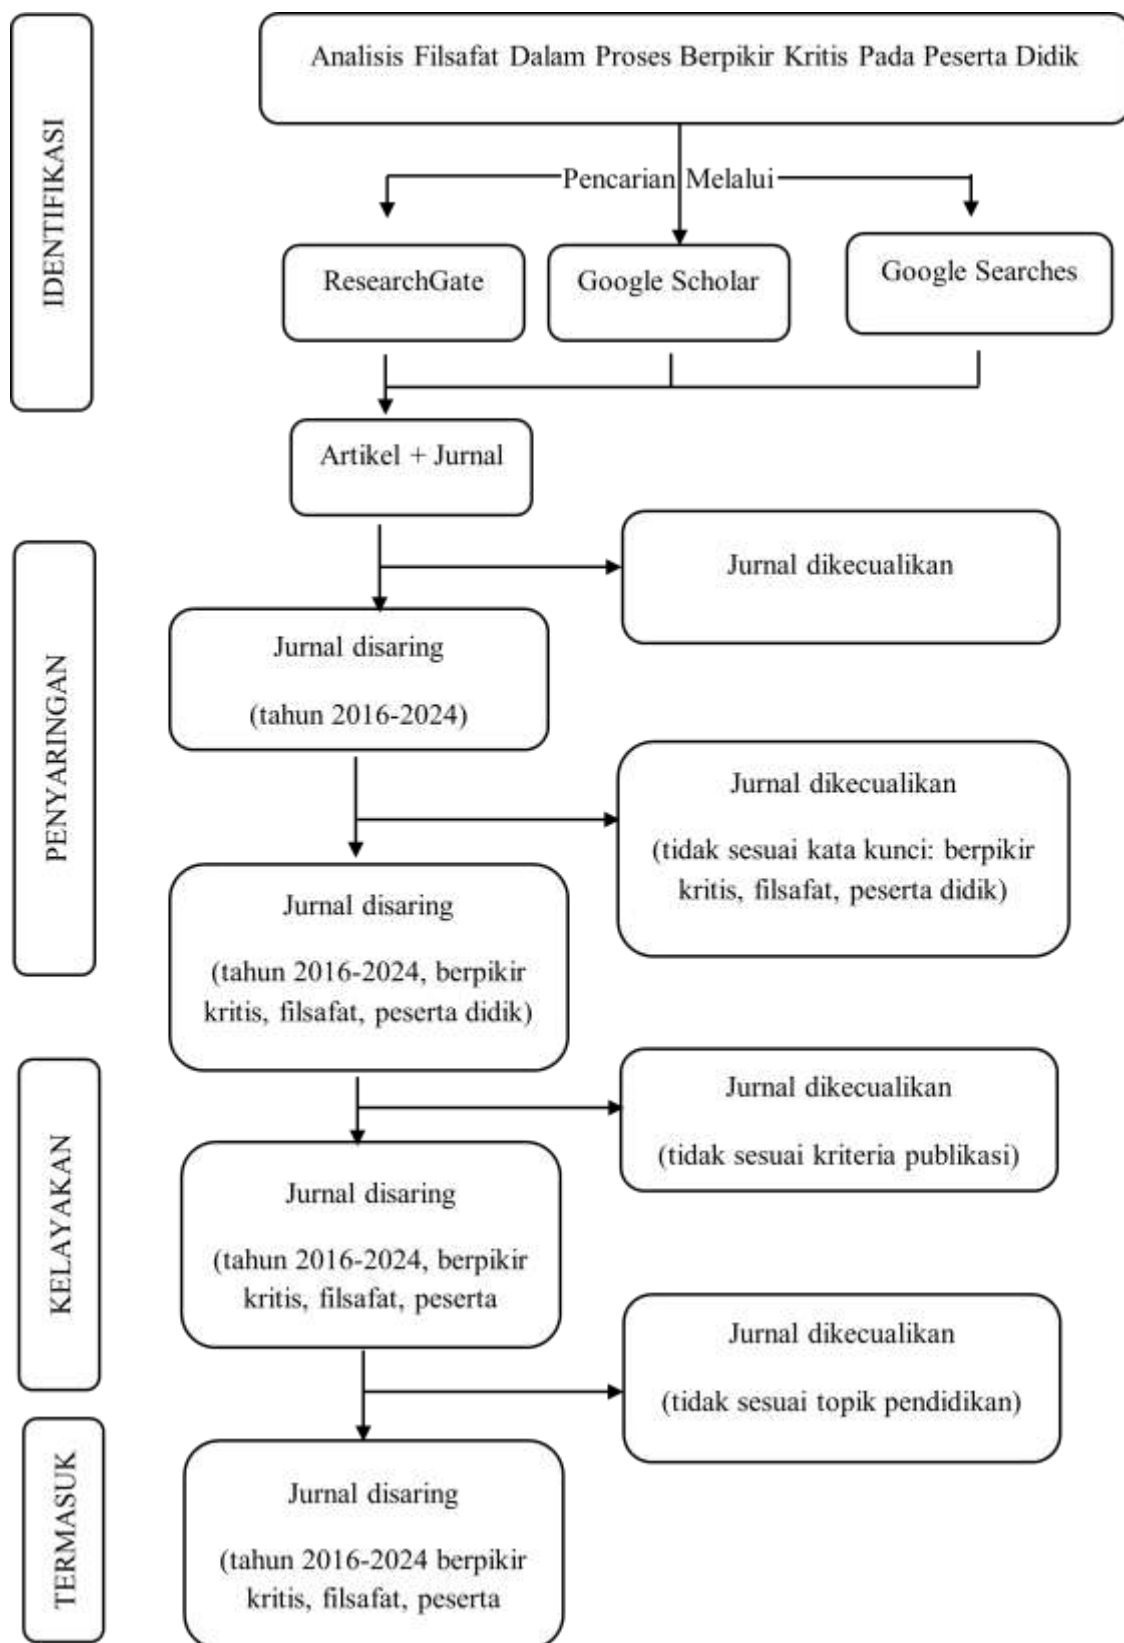 IDENTIFIKASI
Analisis Filsafat Dalam Proses Berpikir Kritis Pada Peserta Didik
Pencarian Melalui
ResearchGate
Google Scholar
Google Searches
Artikel + Jurnal
PENYARINGAN
Jurnal dikecualikan
Jurnal disaring
(tahun 2016-2024)
Jurnal dikecualikan
(tidak sesuai kata kunci: berpikir
kritis, filsafat, peserta didik)
Jurnal disaring
(tahun 2016-2024, berpikir
kritis, filsafat, peserta didik)
KELAYAKAN
Jurnal dikecualikan
(tidak sesuai kriteria publikasi)
Jurnal disaring
(tahun 2016-2024, berpikir
kritis, filsafat, peserta
Jurnal dikecualikan
(tidak sesuai topik pendidikan)
TERMASUK
Jurnal disaring
(tahun 2016-2024 berpikir
kritis, filsafat, peserta